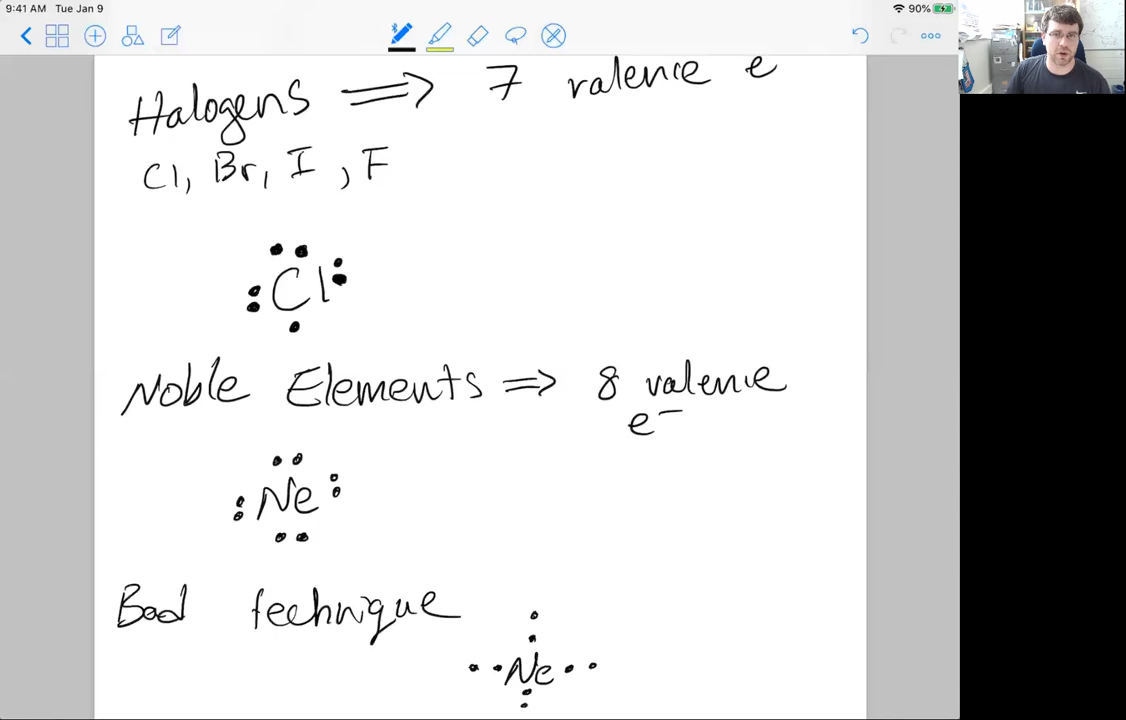 9:41 AM Tue Jan 9
90%
Halogens ⟹ 7 valence e
Cl, Br, I, F
Cl
Noble Elements ⟹ 8 valence
e⁻
Ne
Bad technique
Ne